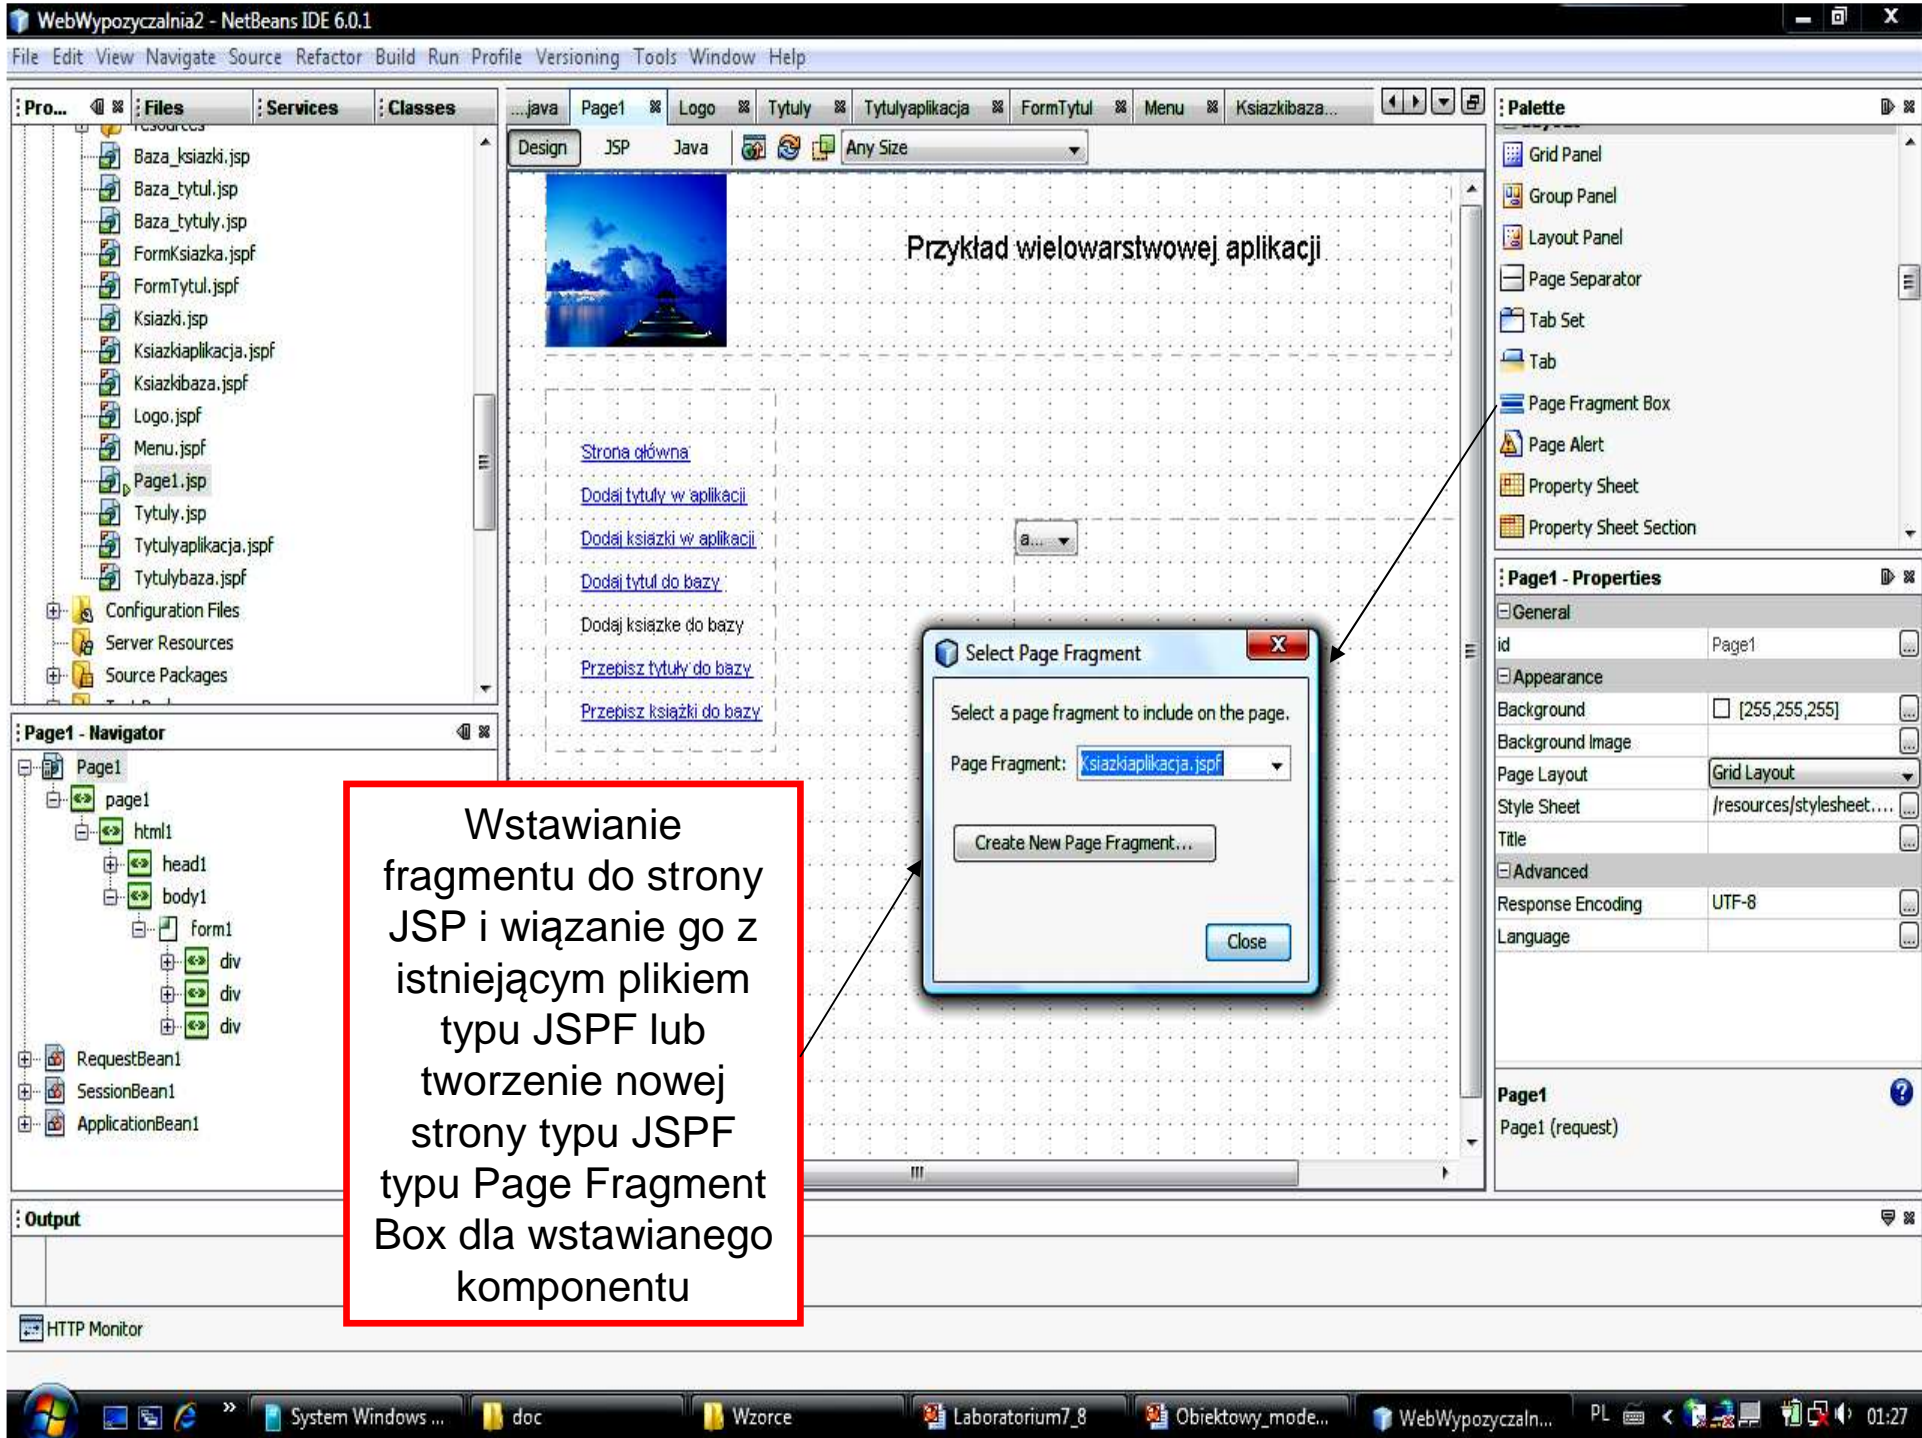 WebWypozyczalnia2 - NetBeans IDE 6.0.1
File Edit View Navigate Source Refactor Build Run Profile Versioning Tools Window Help
Pro... Files Services Classes
resources
Baza_ksiazki.jsp
Baza_tytul.jsp
Baza_tytuly.jsp
FormKsiazka.jspf
FormTytul.jspf
Ksiazki.jsp
Ksiazkiaplikacja.jspf
Ksiazkibaza.jspf
Logo.jspf
Menu.jspf
Page1.jsp
Tytuly.jsp
Tytulyaplikacja.jspf
Tytulybaza.jspf
Configuration Files
Server Resources
Source Packages
Page1 - Navigator
Page1
page1
html1
head1
body1
form1
div
div
div
RequestBean1
SessionBean1
ApplicationBean1
....java Page1 Logo Tytuly Tytulyaplikacja FormTytul Menu Ksiazkibaza...
Design JSP Java Any Size
Przykład wielowarstwowej aplikacji
Strona główna
Dodaj tytuly w aplikacji
Dodaj ksiazki w aplikacji
Dodaj tytul do bazy
Dodaj ksiazke do bazy
Przepisz tytuły do bazy
Przepisz książki do bazy
a...
Select Page Fragment
X
Select a page fragment to include on the page.
Page Fragment: Ksiazkiaplikacja.jspf
Create New Page Fragment...
Close
Wstawianie
fragmentu do strony
JSP i wiązanie go z
istniejącym plikiem
typu JSPF lub
tworzenie nowej
strony typu JSPF
typu Page Fragment
Box dla wstawianego
komponentu
Palette
Grid Panel
Group Panel
Layout Panel
Page Separator
Tab Set
Tab
Page Fragment Box
Page Alert
Property Sheet
Property Sheet Section
Page1 - Properties
General
id Page1
Appearance
Background [255,255,255]
Background Image
Page Layout Grid Layout
Style Sheet /resources/stylesheet....
Title
Advanced
Response Encoding UTF-8
Language
Page1
Page1 (request)
Output
HTTP Monitor
System Windows ... doc Wzorce Laboratorium7_8 Obiektowy_mode... WebWypozyczaln... PL 01:27